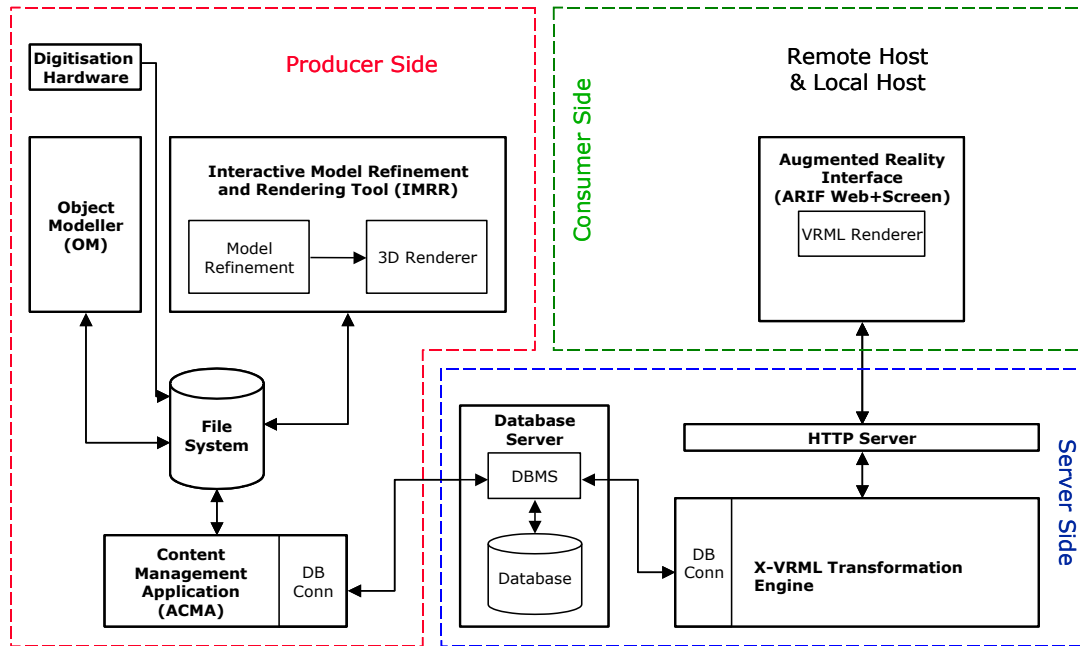 Digitisation
Hardware
Producer Side
Object
Modeller
(OM)
Interactive Model Refinement
and Rendering Tool (IMRR)
Model
Refinement
3D Renderer
File
System
Content
Management
Application
(ACMA)
DB
Conn
Consumer Side
Remote Host
& Local Host
Augmented Reality
Interface
(ARIF Web+Screen)
VRML Renderer
Database
Server
DBMS
Database
HTTP Server
DB
Conn
X-VRML Transformation
Engine
Server Side